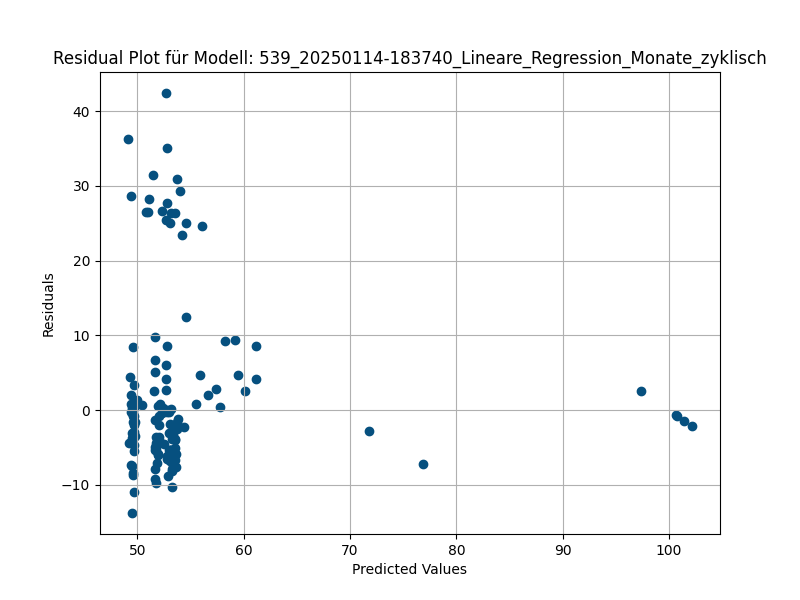 Residual Plot für Modell: 539_20250114-183740_Lineare_Regression_Monate_zyklisch
40
30
20
10
0
−10
Residuals
50 60 70 80 90 100
Predicted Values